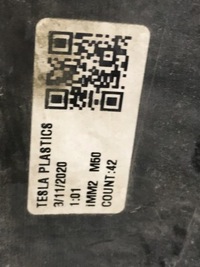 TESLA PLASTICS
3/11/2020
1:01
IMM2 M50
COUNT:42